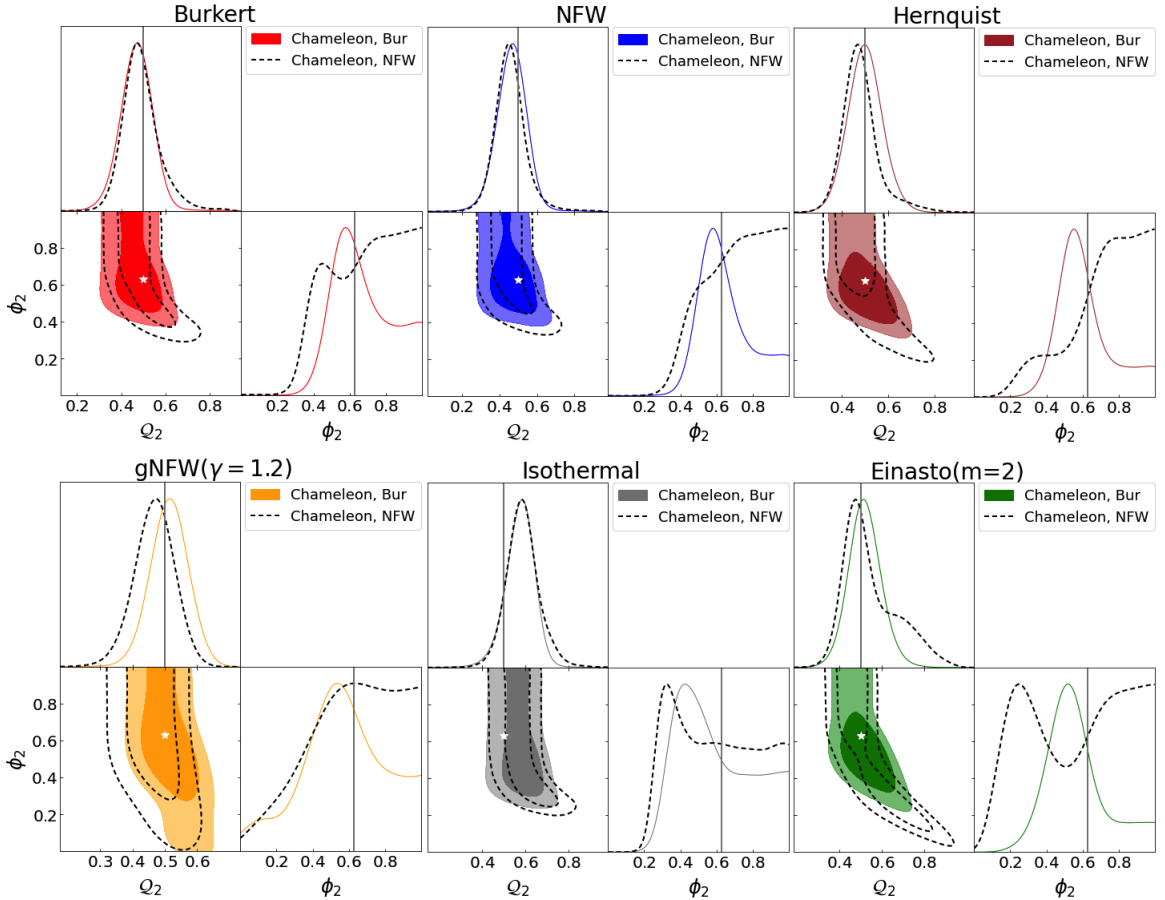 Burkert
Chameleon, Bur
Chameleon, NFW
0.8
0.6
0.4
0.2
ϕ₂
0.2 0.4 0.6 0.8
𝒬₂
0.2 0.4 0.6 0.8
ϕ₂
NFW
Chameleon, Bur
Chameleon, NFW
0.2 0.4 0.6 0.8
𝒬₂
0.2 0.4 0.6 0.8
ϕ₂
Hernquist
Chameleon, Bur
Chameleon, NFW
0.4 0.6 0.8
𝒬₂
0.2 0.4 0.6 0.8
ϕ₂
gNFW(γ = 1.2)
Chameleon, Bur
Chameleon, NFW
0.8
0.6
0.4
0.2
ϕ₂
0.3 0.5 0.6
𝒬₂
0.2 0.4 0.6 0.8
ϕ₂
Isothermal
Chameleon, Bur
Chameleon, NFW
0.4 0.6 0.8
𝒬₂
0.2 0.4 0.6 0.8
ϕ₂
Einasto(m=2)
Chameleon, Bur
Chameleon, NFW
0.4 0.6 0.8
𝒬₂
0.2 0.4 0.6 0.8
ϕ₂